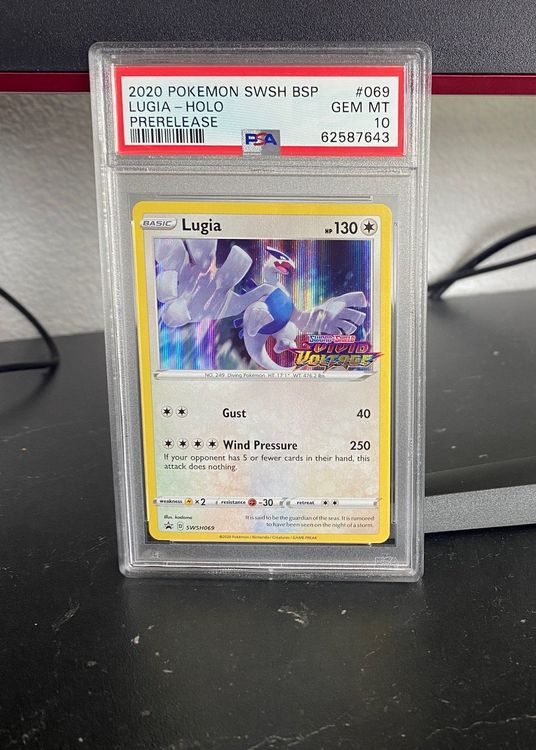 2020 POKEMON SWSH BSP #069
LUGIA – HOLO GEM MT
PRERELEASE 10
PSA 62587643
BASIC Lugia HP 130
SWORD & SHIELD
VIVID
VOLTAGE
NO. 249 Diving Pokémon HT: 17'1" WT: 476.2 lbs.
Gust 40
Wind Pressure 250
If your opponent has 5 or fewer cards in their hand, this
attack does nothing.
weakness ×2 resistance -30 retreat
Illus. kodama
It is said to be the guardian of the seas. It is rumored
to have been seen on the night of a storm.
D SWSH069
©2020 Pokémon / Nintendo / Creatures / GAME FREAK